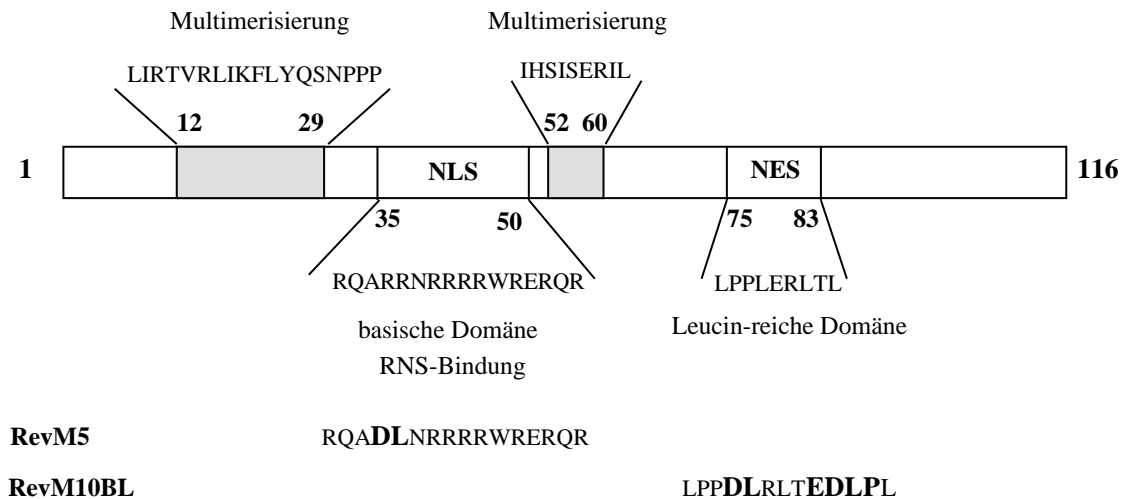 Multimerisierung Multimerisierung
LIRTVRLIKFLYQSNPPP IHSISERIL
12 29 52 60
1 NLS NES 116
35 50 75 83
RQARRNRRRRWRERQR LPPLERLTL
basische Domäne Leucin-reiche Domäne
RNS-Bindung
RevM5 RQADLNRRRRWRERQR
RevM10BL LPPDLRLTEDLPL